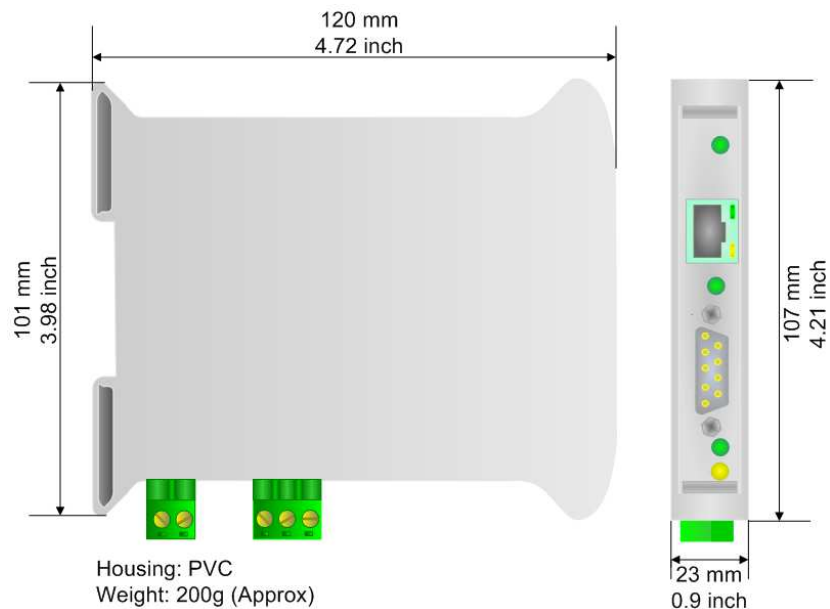 120 mm
4.72 inch
101 mm
3.98 inch
107 mm
4.21 inch
Housing: PVC
Weight: 200g (Approx)
23 mm
0.9 inch